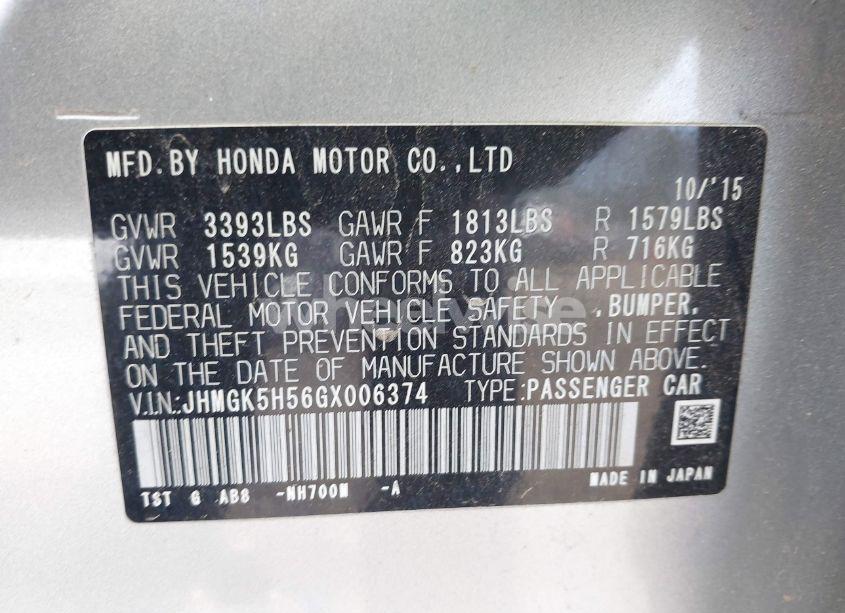 MFD.BY HONDA MOTOR CO.,LTD
10/'15
GVWR 3393LBS GAWR F 1813LBS R 1579LBS
GVWR 1539KG GAWR F 823KG R 716KG
THIS VEHICLE CONFORMS TO ALL APPLICABLE
FEDERAL MOTOR VEHICLE SAFETY ,BUMPER,
AND THEFT PREVENTION STANDARDS IN EFFECT
ON THE DATE OF MANUFACTURE SHOWN ABOVE.
V.I.N.:JHMGK5H56GX006374 TYPE:PASSENGER CAR
TST G AB8 -NH700M -A
MADE IN JAPAN